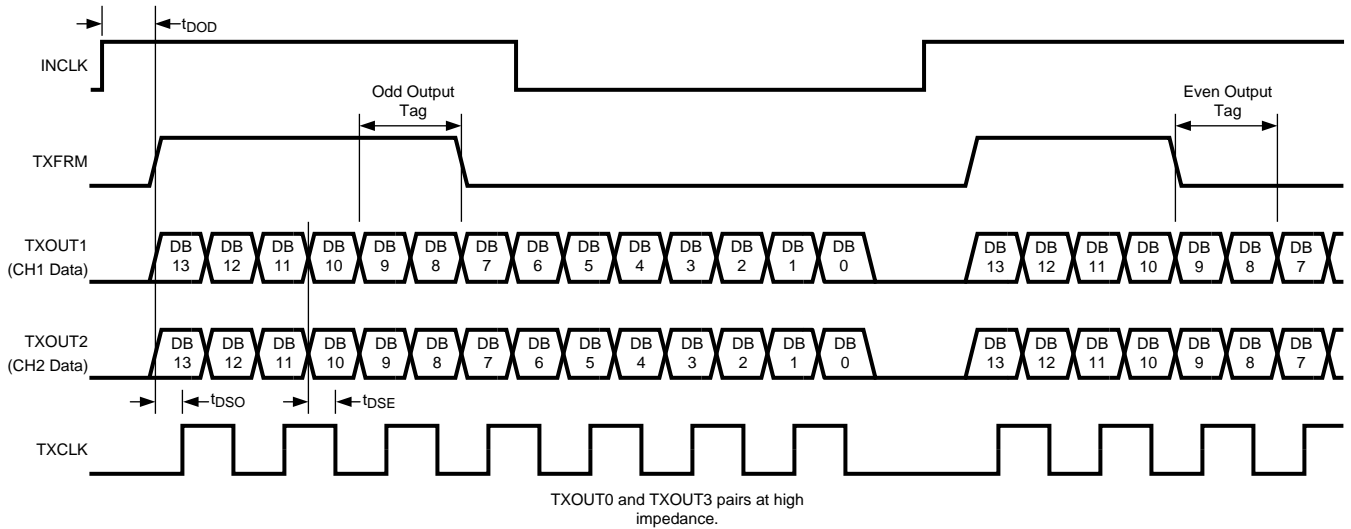 tDOD
INCLK
Odd Output
Tag
Even Output
Tag
TXFRM
TXOUT1
(CH1 Data)
DB 13 DB 12 DB 11 DB 10 DB 9 DB 8 DB 7 DB 6 DB 5 DB 4 DB 3 DB 2 DB 1 DB 0 DB 13 DB 12 DB 11 DB 10 DB 9 DB 8 DB 7
TXOUT2
(CH2 Data)
DB 13 DB 12 DB 11 DB 10 DB 9 DB 8 DB 7 DB 6 DB 5 DB 4 DB 3 DB 2 DB 1 DB 0 DB 13 DB 12 DB 11 DB 10 DB 9 DB 8 DB 7
tDSO
tDSE
TXCLK
TXOUT0 and TXOUT3 pairs at high
impedance.